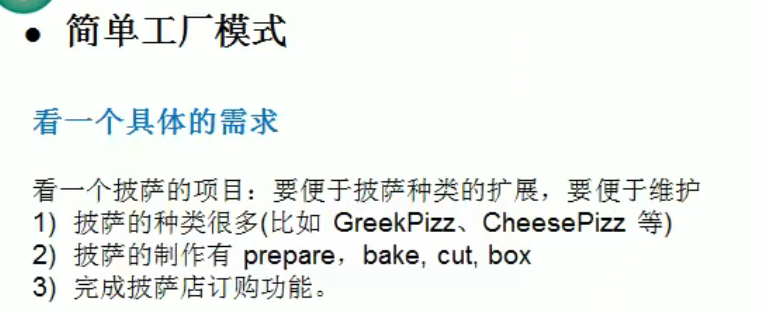 • 简单工厂模式
看一个具体的需求
看一个披萨的项目：要便于披萨种类的扩展，要便于维护
1) 披萨的种类很多(比如 GreekPizz、CheesePizz 等)
2) 披萨的制作有 prepare，bake, cut, box
3) 完成披萨店订购功能。